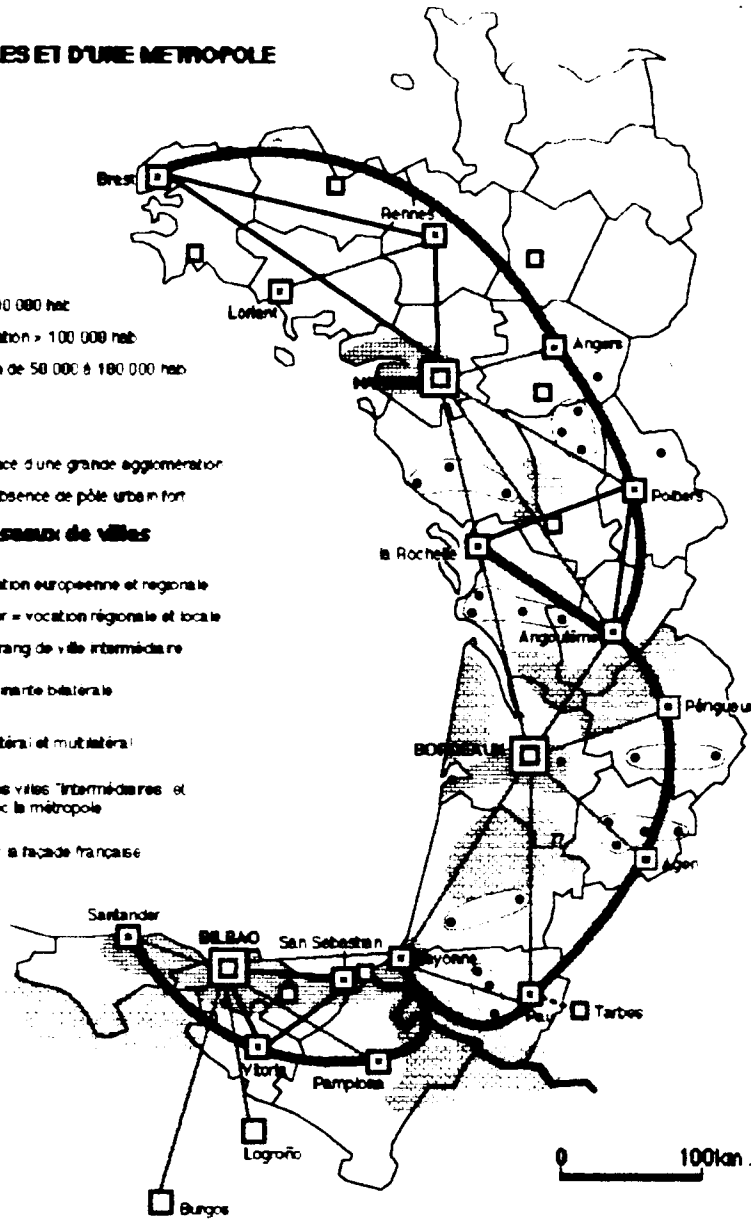 ES ET D'UNE METROPOLE
00 000 hab
ation > 100 000 hab
n de 50 000 à 100 000 hab
ce d'une grande agglomération
bsence de pôle urbain fort
seaux de villes
ation européenne et régionale
r = vocation régionale et locale
rang de ville intermédiaire
inante bilatérale
téral et multilatéral
s villes "intermédiaires et
c la métropole
la façade française
Brest
Rennes
Lorient
Angers
Poitiers
la Rochelle
Angoulême
Périgueux
BORDEAUX
Agen
Santander
BILBAO
San Sebastian
Bayonne
Pau
Tarbes
Vitoria
Pamplona
Logroño
Burgos
0 100km